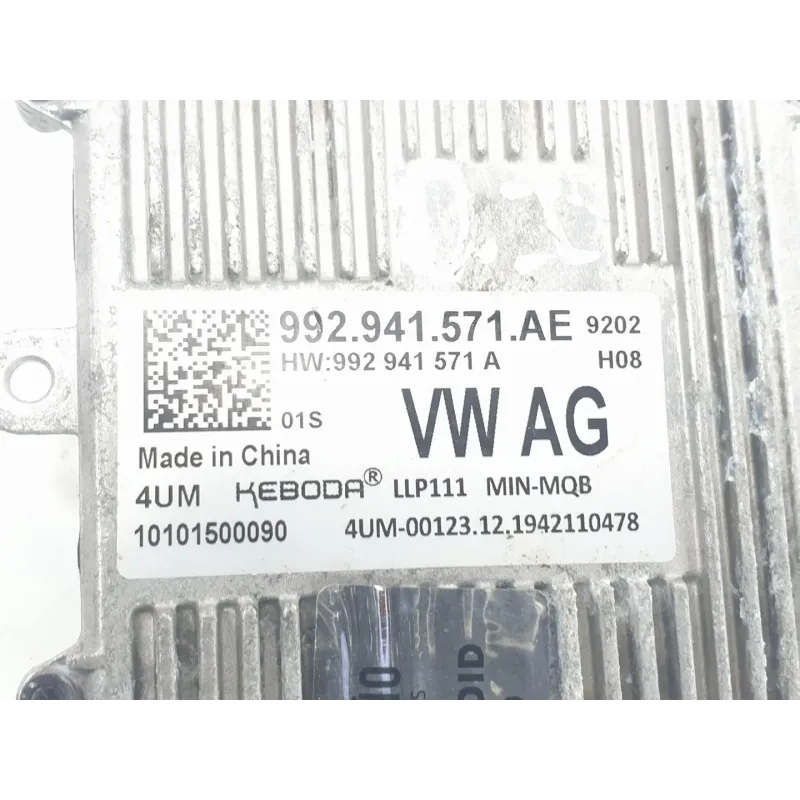 992.941.571.AE 9202
HW:992 941 571 A H08
01S VW AG
Made in China
4UM KEBODA® LLP111 MIN-MQB
10101500090 4UM-00123.12.1942110478